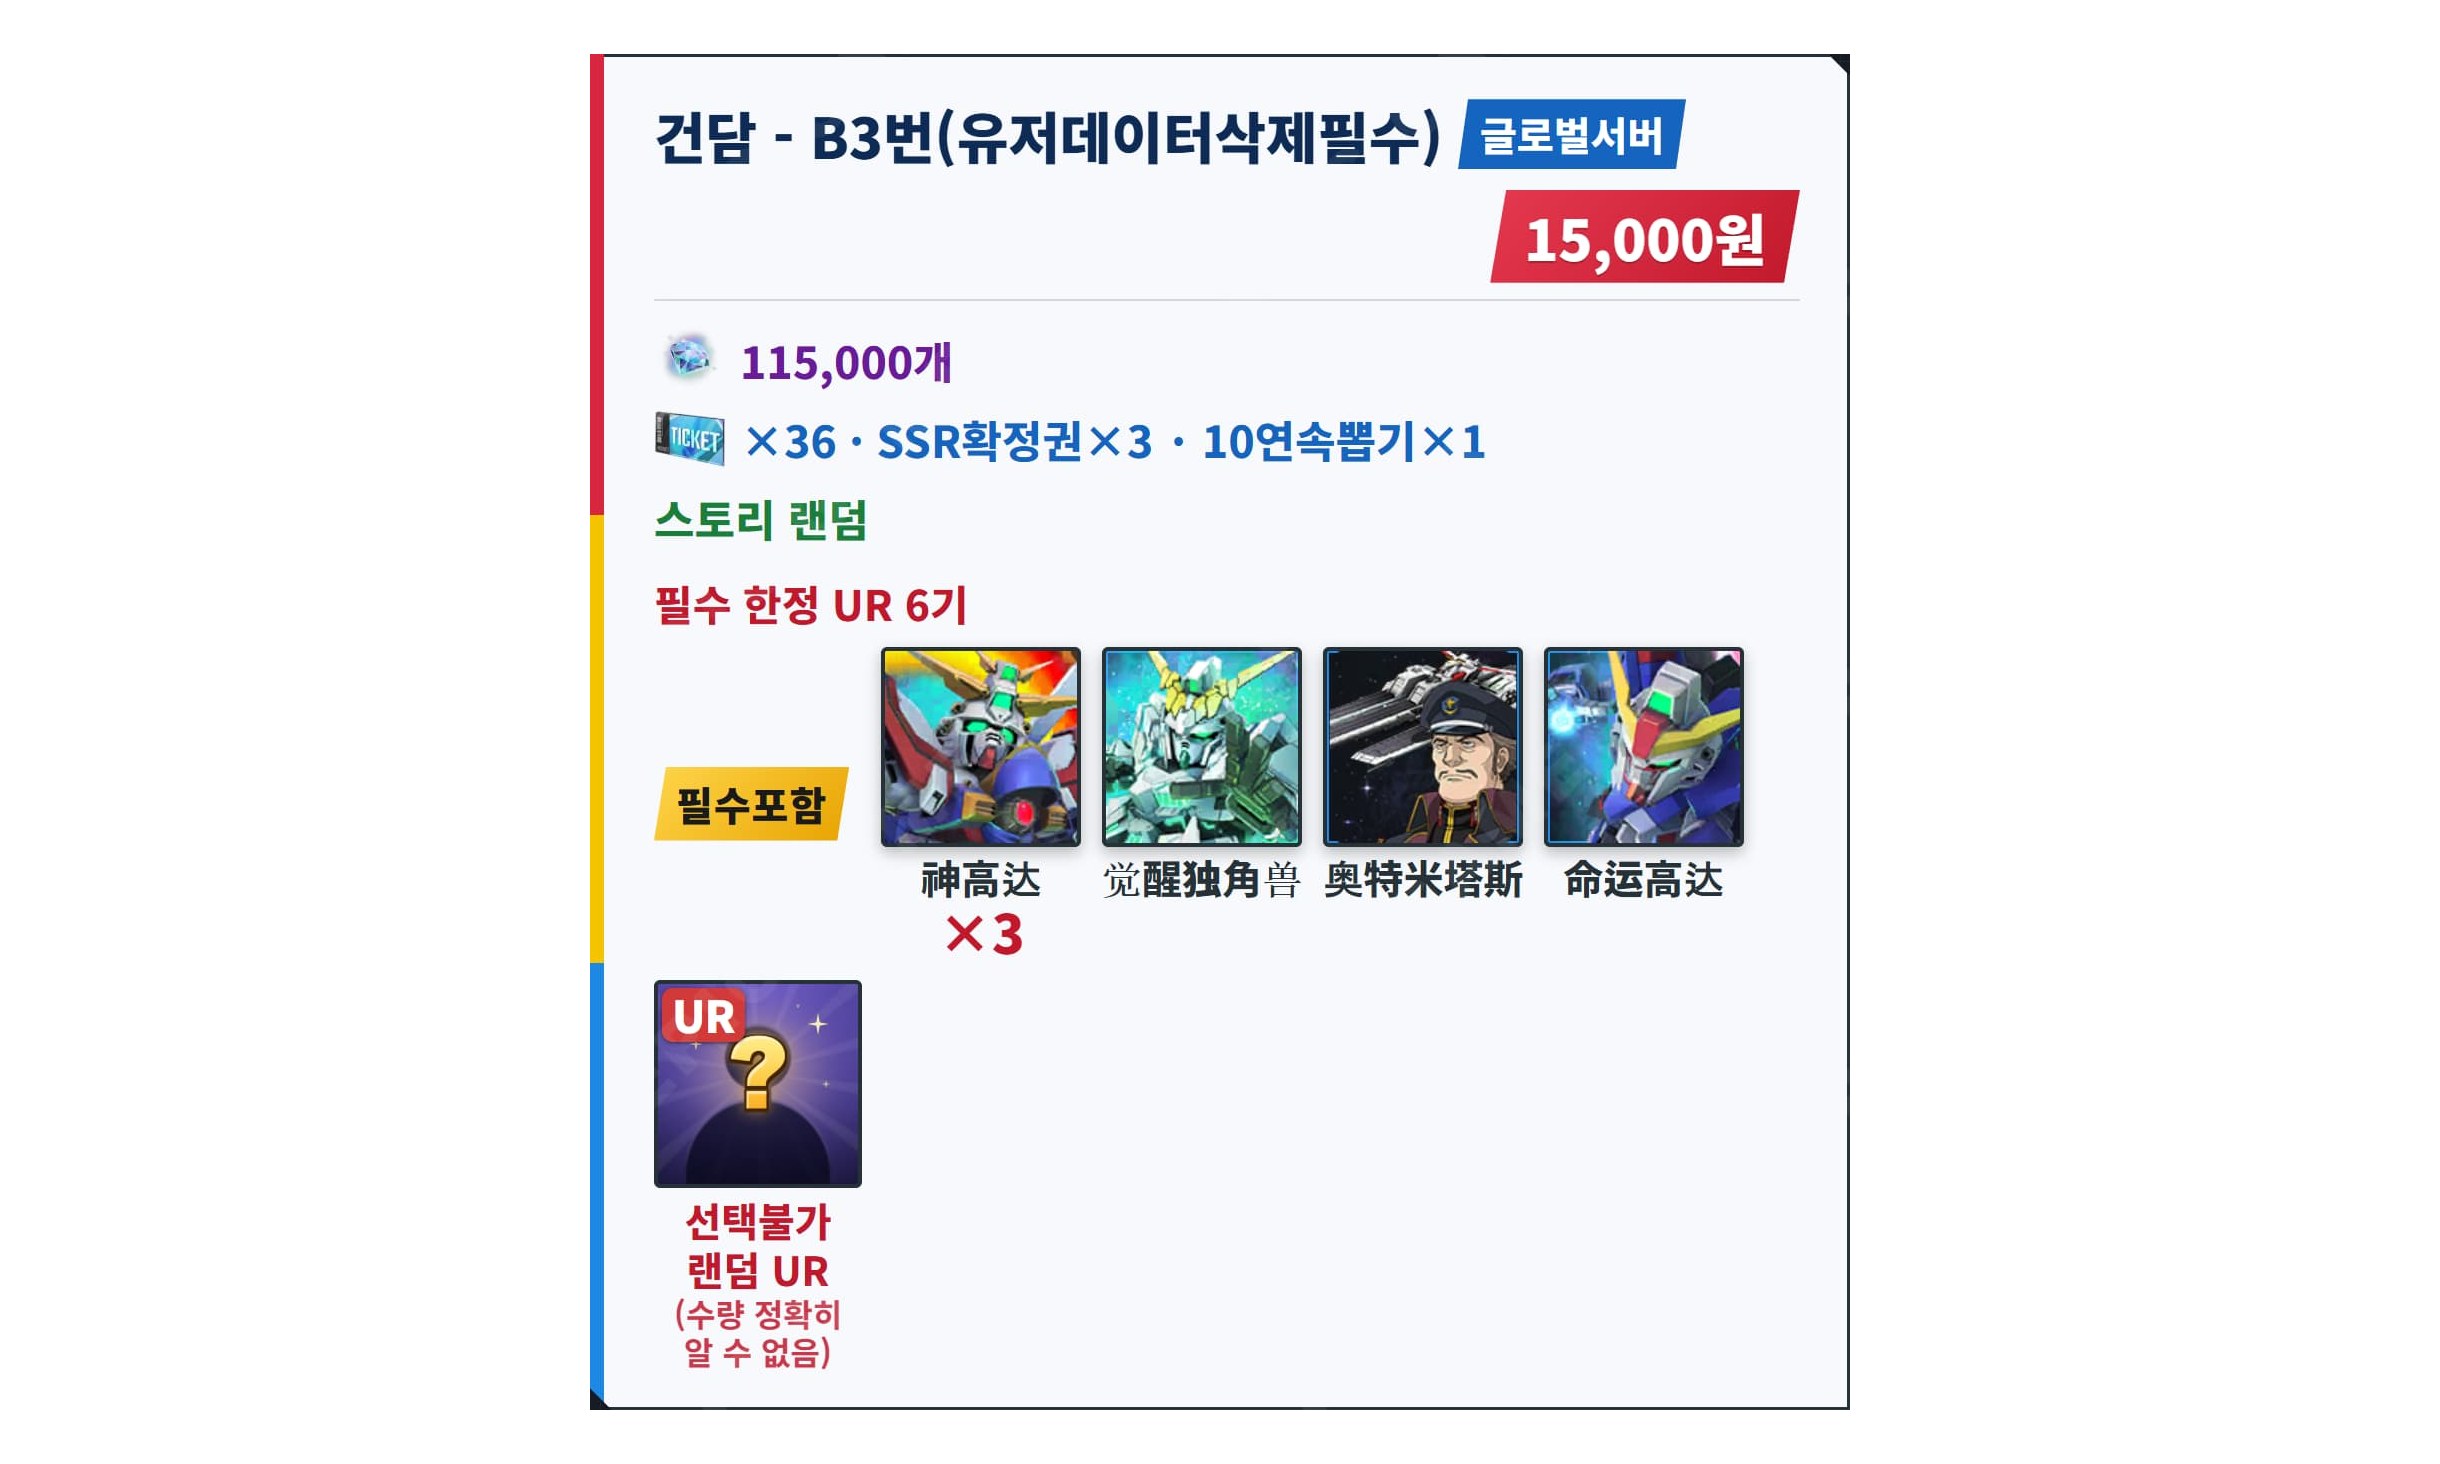 건담 - B3번(유저데이터삭제필수) 글로벌서버
15,000원
115,000개
TICKET ×36 · SSR확정권×3 · 10연속뽑기×1
스토리 랜덤
필수 한정 UR 6기
필수포함
神高达
×3
觉醒独角兽
奥特米塔斯
命运高达
UR
?
선택불가
랜덤 UR
(수량 정확히
알 수 없음)